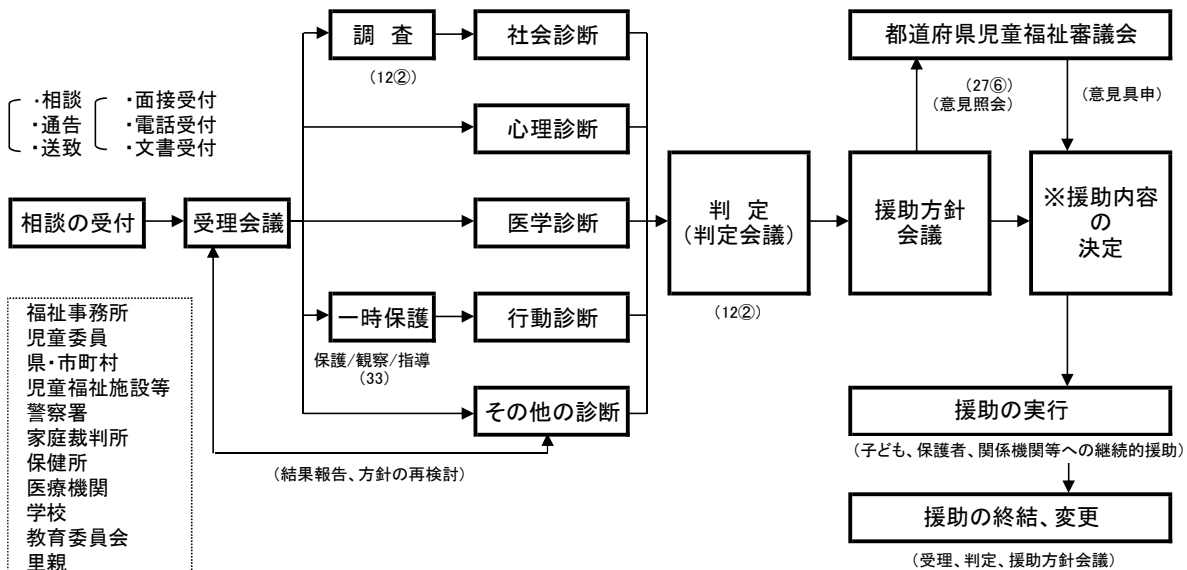 調 査
社会診断
都道府県児童福祉審議会
(12②)
(27⑥)
(意見照会)
(意見具申)
・相談
・通告
・送致
・面接受付
・電話受付
・文書受付
心理診断
相談の受付
受理会議
医学診断
判 定
(判定会議)
援助方針
会議
※援助内容
の
決定
(12②)
一時保護
行動診断
保護/観察/指導
(33)
その他の診断
(結果報告、方針の再検討)
福祉事務所
児童委員
県・市町村
児童福祉施設等
警察署
家庭裁判所
保健所
医療機関
学校
教育委員会
里親
援助の実行
(子ども、保護者、関係機関等への継続的援助)
援助の終結、変更
(受理、判定、援助方針会議)